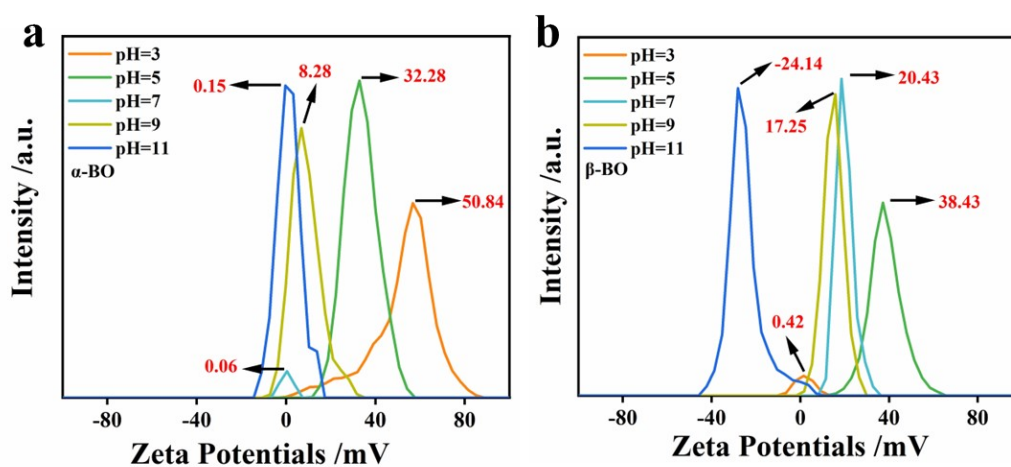 a
pH=3
pH=5
pH=7
pH=9
pH=11
α-BO
0.15
8.28
32.28
50.84
0.06
Intensity /a.u.
-80
-40
0
40
80
Zeta Potentials /mV
b
pH=3
pH=5
pH=7
pH=9
pH=11
β-BO
-24.14
20.43
17.25
38.43
0.42
Intensity /a.u.
-80
-40
0
40
80
Zeta Potentials /mV